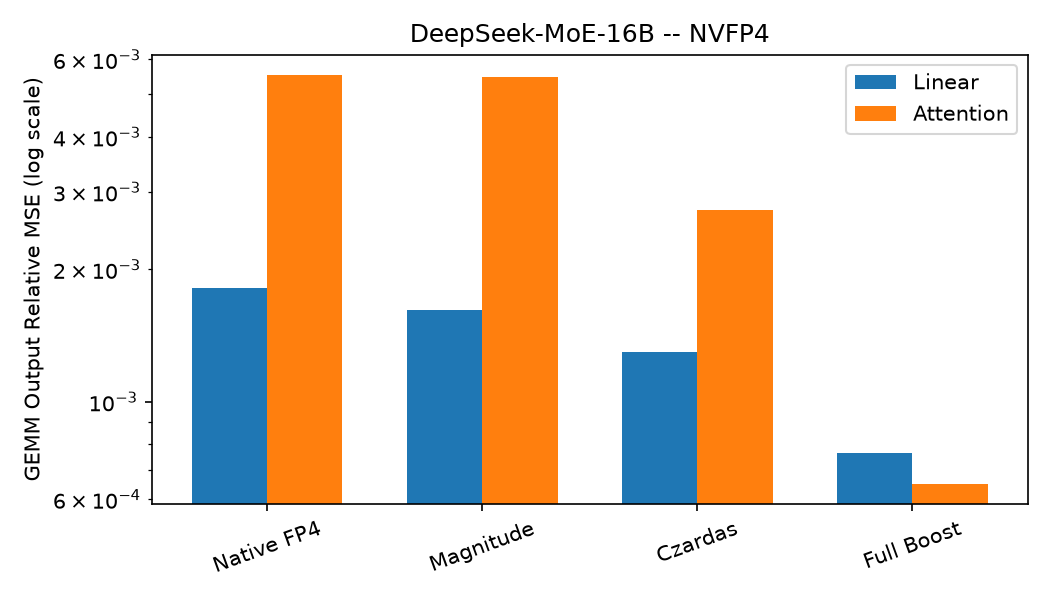 DeepSeek-MoE-16B -- NVFP4
GEMM Output Relative MSE (log scale)
6 × 10⁻³
4 × 10⁻³
3 × 10⁻³
2 × 10⁻³
10⁻³
6 × 10⁻⁴
Linear
Attention
Native FP4
Magnitude
Czardas
Full Boost